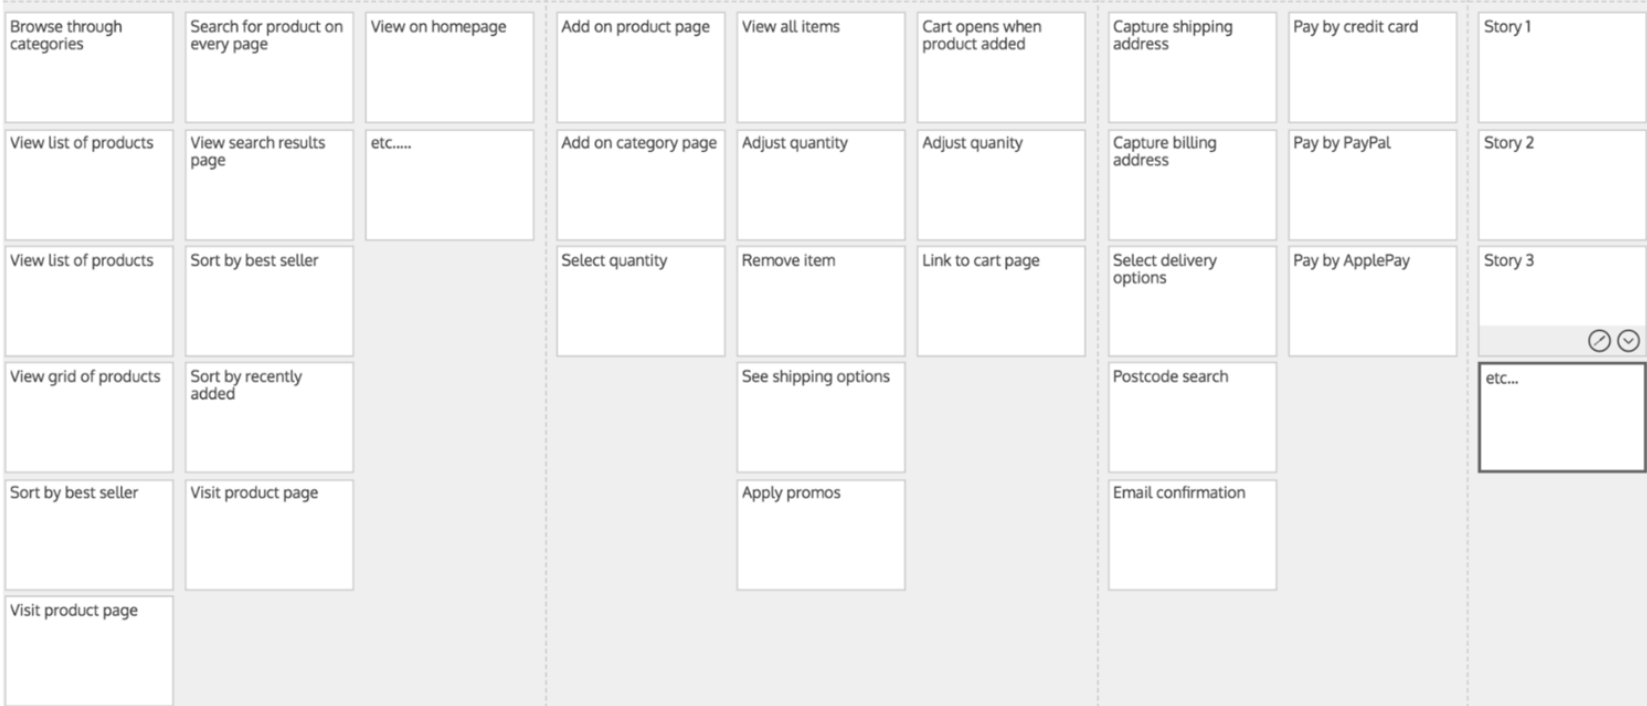 Browse through
categories
Search for product on
every page
View on homepage
Add on product page
View all items
Cart opens when
product added
Capture shipping
address
Pay by credit card
Story 1
View list of products
View search results
page
etc.....
Add on category page
Adjust quantity
Adjust quanity
Capture billing
address
Pay by PayPal
Story 2
View list of products
Sort by best seller
Select quantity
Remove item
Link to cart page
Select delivery
options
Pay by ApplePay
Story 3
View grid of products
Sort by recently
added
See shipping options
Postcode search
etc...
Sort by best seller
Visit product page
Apply promos
Email confirmation
Visit product page